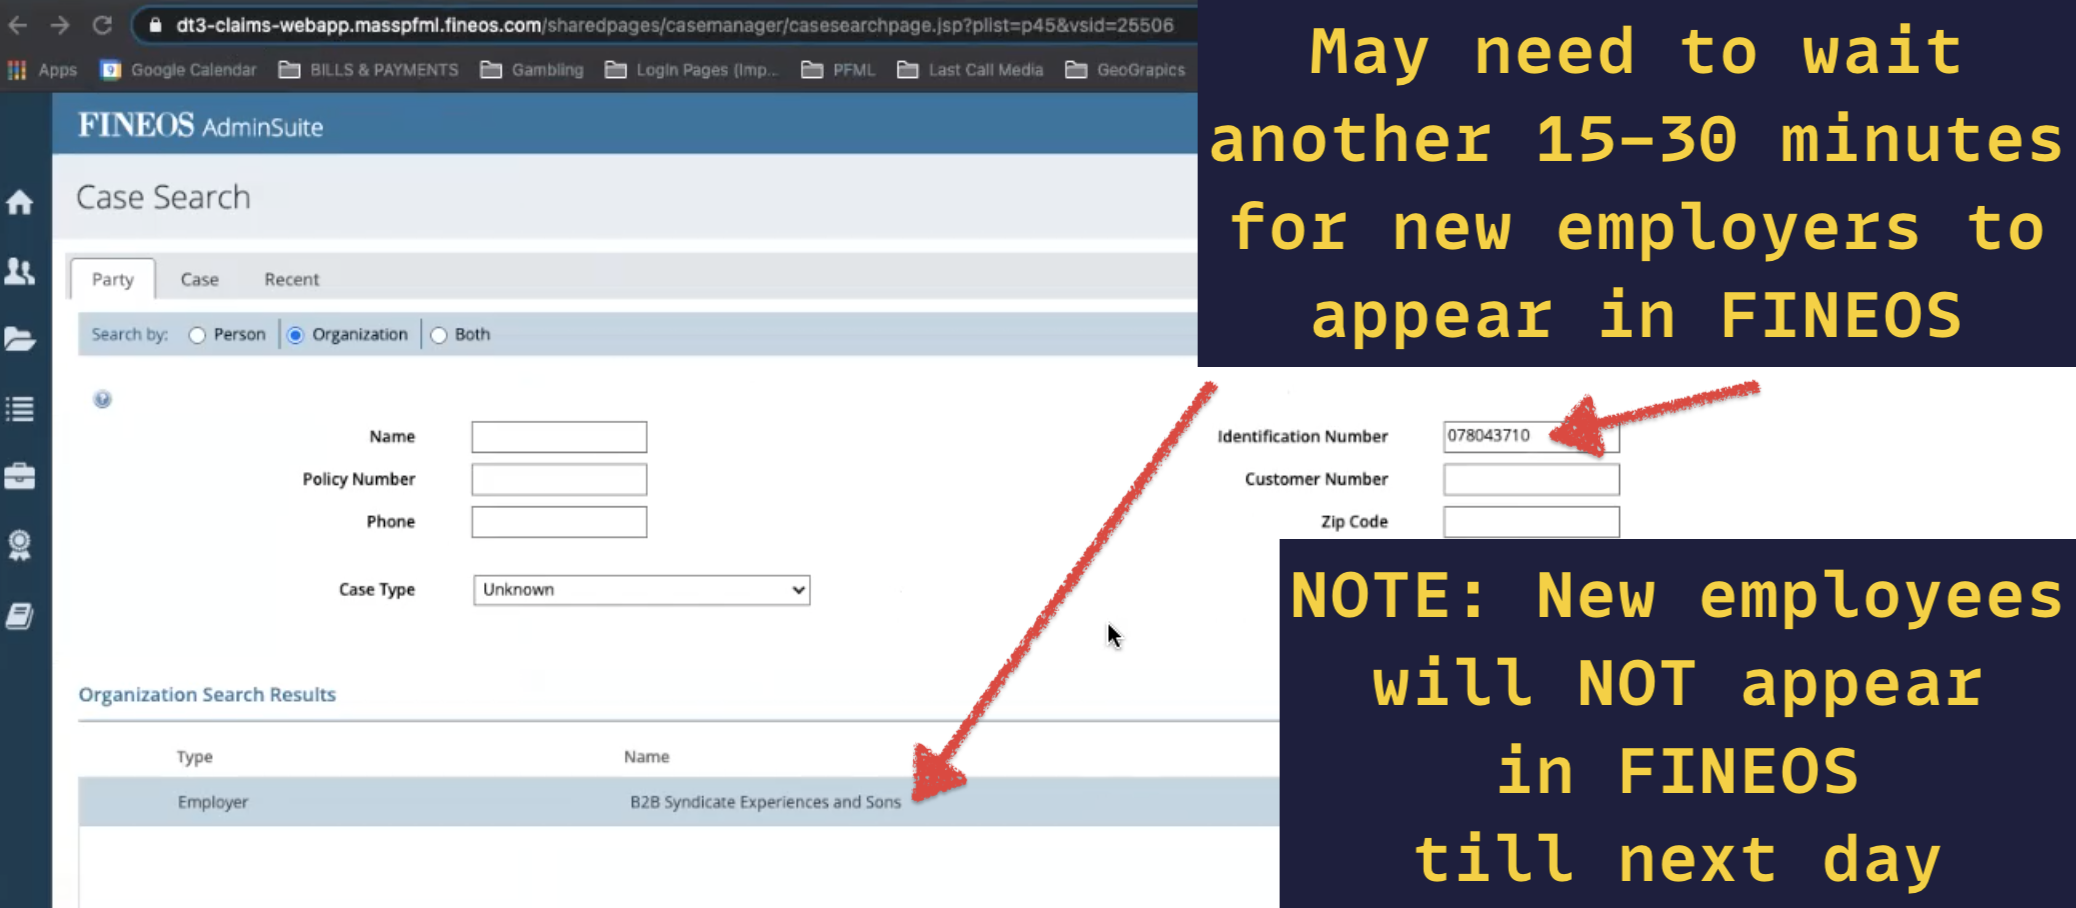 dt3-claims-webapp.masspfml.fineos.com/sharedpages/casemanager/casesearchpage.jsp?plist=p45&vsid=25506
Apps 9 Google Calendar BILLS & PAYMENTS Gambling Login Pages (Imp... PFML Last Call Media GeoGrapics
May need to wait
another 15-30 minutes
for new employers to
appear in FINEOS
FINEOS AdminSuite
Case Search
Party Case Recent
Search by: Person Organization Both
Name Identification Number 078043710
Policy Number Customer Number
Phone Zip Code
Case Type Unknown
NOTE: New employees
will NOT appear
in FINEOS
till next day
Organization Search Results
Type Name
Employer B2B Syndicate Experiences and Sons